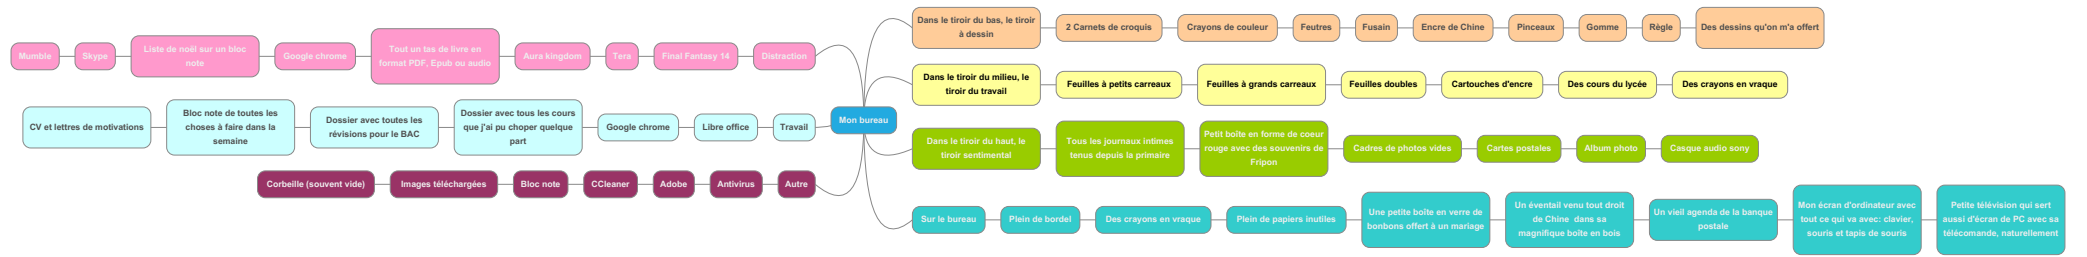 Mon bureau
Dans le tiroir du bas, le tiroir
à dessin
2 Carnets de croquis
Crayons de couleur
Feutres
Fusain
Encre de Chine
Pinceaux
Gomme
Règle
Des dessins qu'on m'a offert
Dans le tiroir du milieu, le
tiroir du travail
Feuilles à petits carreaux
Feuilles à grands carreaux
Feuilles doubles
Cartouches d'encre
Des cours du lycée
Des crayons en vraque
Dans le tiroir du haut, le
tiroir sentimental
Tous les journaux intimes
tenus depuis la primaire
Petit boîte en forme de coeur
rouge avec des souvenirs de
Fripon
Cadres de photos vides
Cartes postales
Album photo
Casque audio sony
Sur le bureau
Plein de bordel
Des crayons en vraque
Plein de papiers inutiles
Une petite boîte en verre de
bonbons offert à un mariage
Un éventail venu tout droit
de Chine dans sa
magnifique boîte en bois
Un vieil agenda de la banque
postale
Mon écran d'ordinateur avec
tout ce qui va avec: clavier,
souris et tapis de souris
Petite télévision qui sert
aussi d'écran de PC avec sa
télécomande, naturellement
Distraction
Final Fantasy 14
Tera
Aura kingdom
Tout un tas de livre en
format PDF, Epub ou audio
Google chrome
Liste de noël sur un bloc
note
Skype
Mumble
Travail
Libre office
Google chrome
Dossier avec tous les cours
que j'ai pu choper quelque
part
Dossier avec toutes les
révisions pour le BAC
Bloc note de toutes les
choses à faire dans la
semaine
CV et lettres de motivations
Autre
Antivirus
Adobe
CCleaner
Bloc note
Images téléchargées
Corbeille (souvent vide)